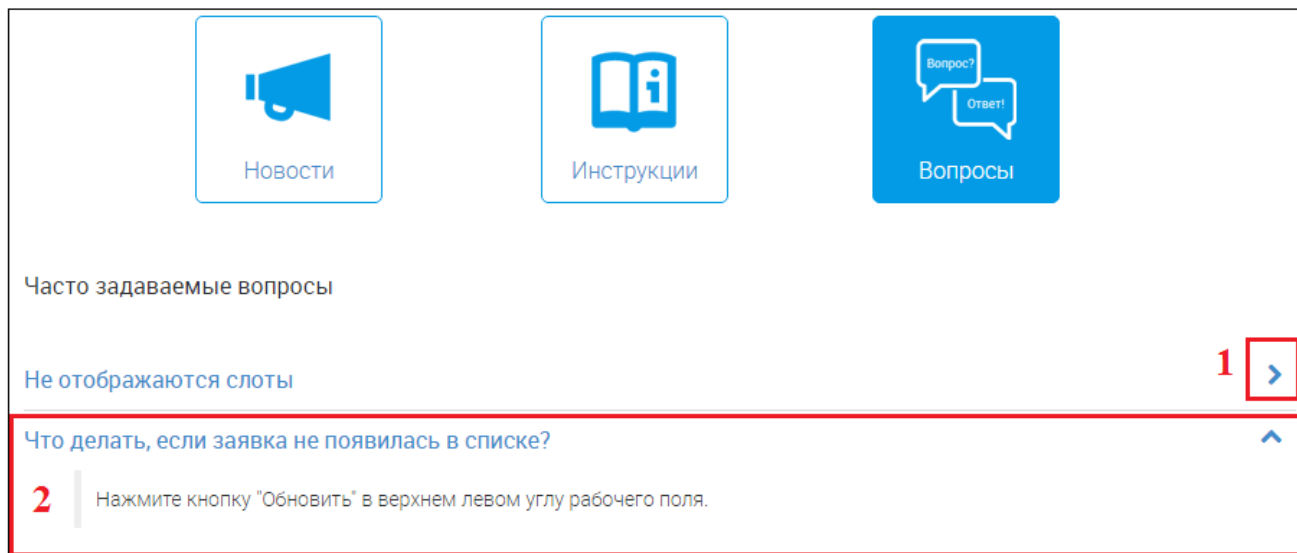 Вопрос?
Ответ!
Новости
Инструкции
Вопросы
Часто задаваемые вопросы
Не отображаются слоты
1
Что делать, если заявка не появилась в списке?
2
Нажмите кнопку "Обновить" в верхнем левом углу рабочего поля.